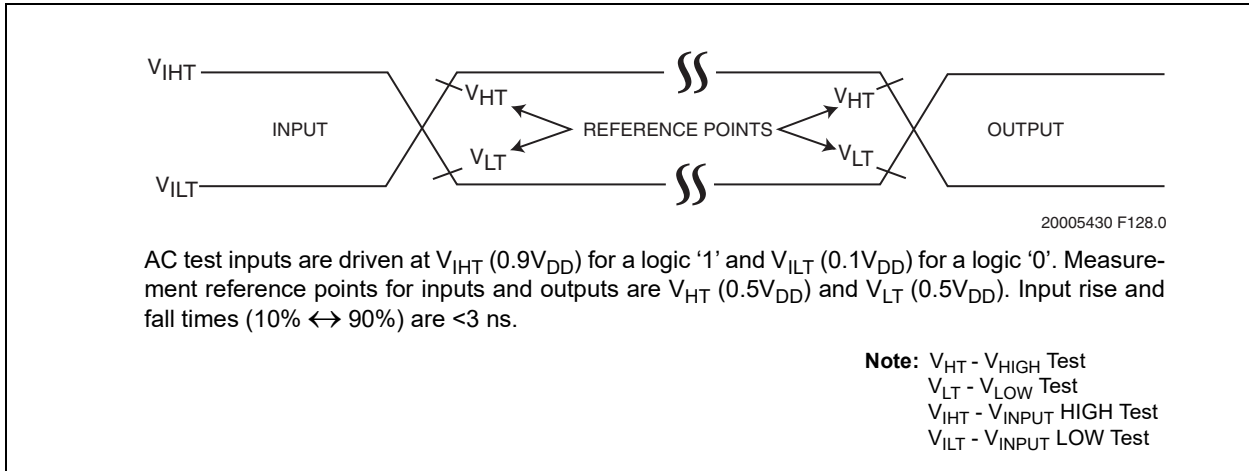 VIHT
VHT VHT
INPUT REFERENCE POINTS OUTPUT
VLT VLT
VILT
20005430 F128.0
AC test inputs are driven at VIHT (0.9VDD) for a logic ‘1’ and VILT (0.1VDD) for a logic ‘0’. Measure-
ment reference points for inputs and outputs are VHT (0.5VDD) and VLT (0.5VDD). Input rise and
fall times (10% ↔ 90%) are <3 ns.
Note: VHT - VHIGH Test
VLT - VLOW Test
VIHT - VINPUT HIGH Test
VILT - VINPUT LOW Test